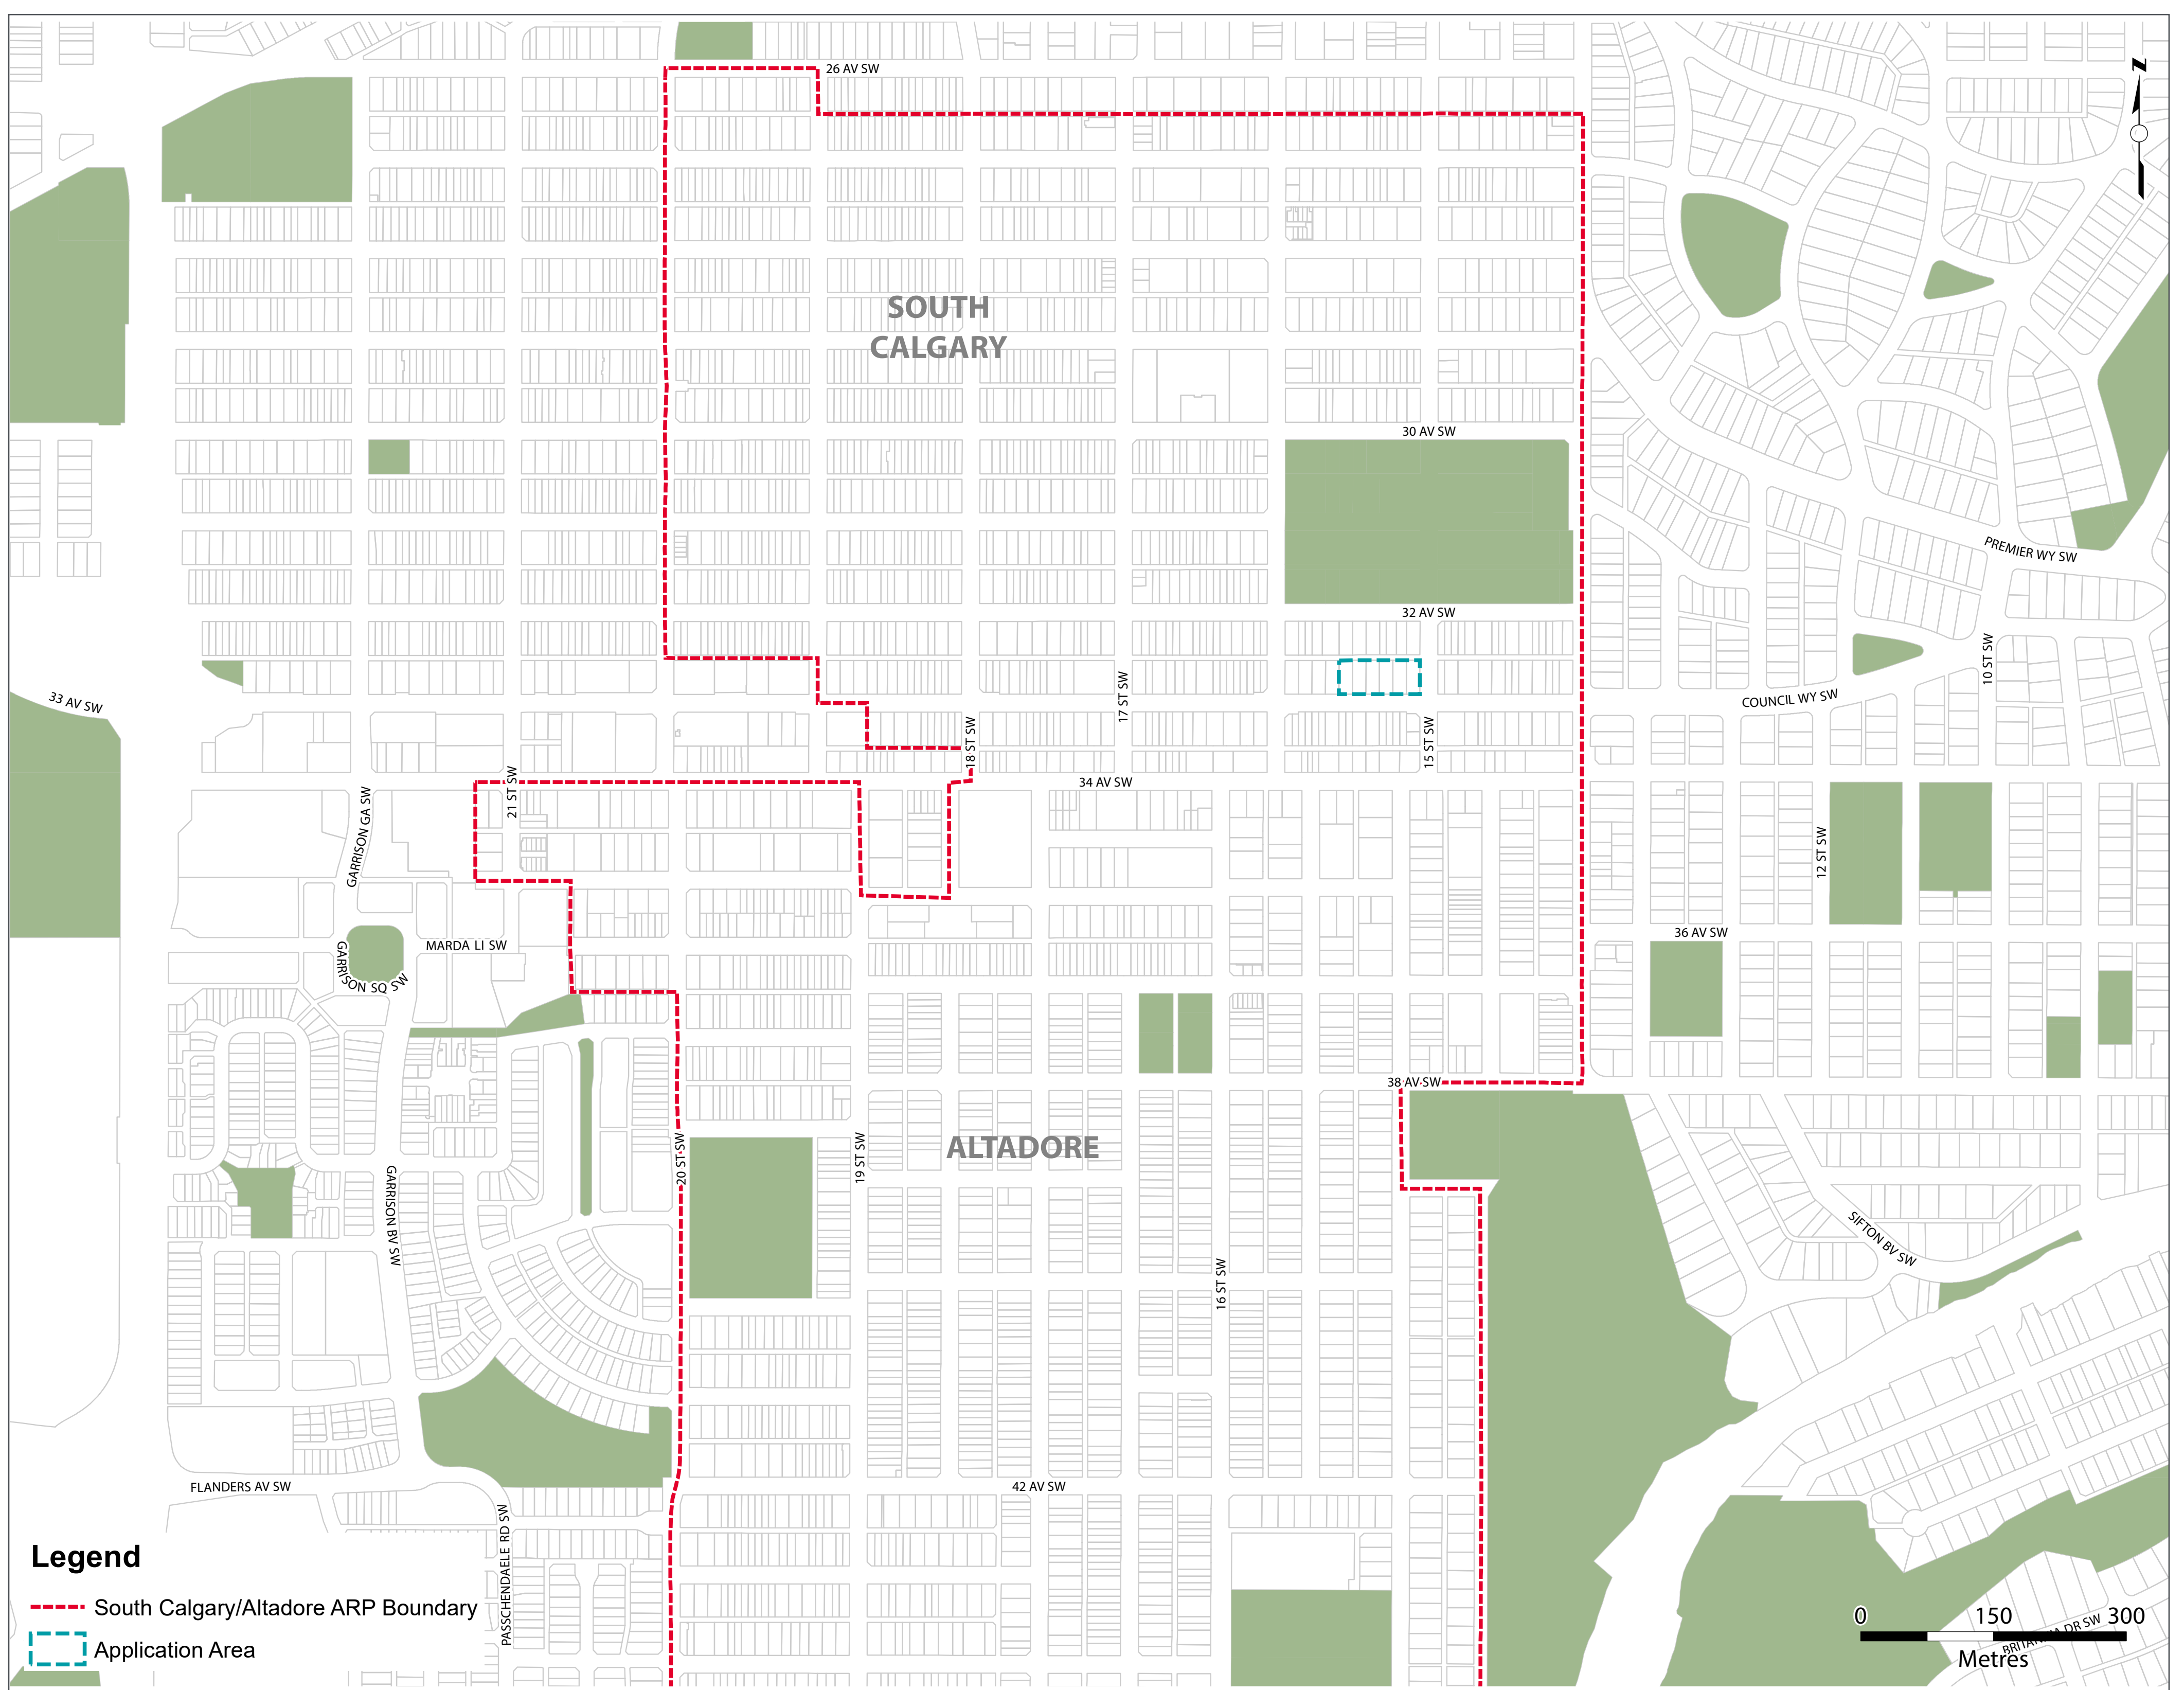 26 AV SW
N
SOUTH
CALGARY
30 AV SW
PREMIER WY SW
32 AV SW
10 ST SW
33 AV SW
17 ST SW
COUNCIL WY SW
18 ST SW
15 ST SW
21 ST SW
34 AV SW
GARRISON GA SW
12 ST SW
36 AV SW
MARDA LI SW
GARRISON SQ SW
38 AV SW
20 ST SW
19 ST SW
ALTADORE
GARRISON BV SW
SIFTON BV SW
16 ST SW
FLANDERS AV SW
42 AV SW
PASSCHENDAELE RD SW
Legend
South Calgary/Altadore ARP Boundary
Application Area
0 150 300
BRITANNIA DR SW
Metres